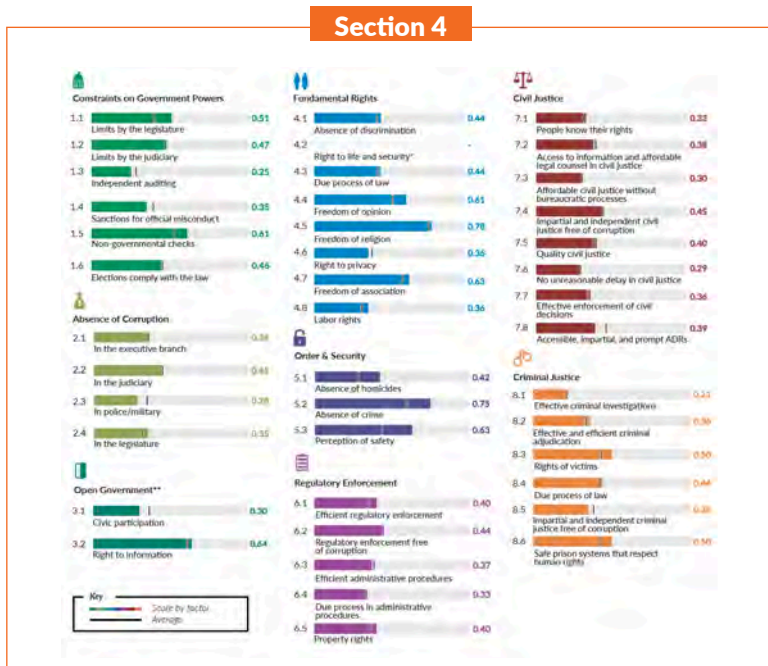 Section 4
Constraints on Government Powers
1.1 0.51
Limits by the legislature
1.2 0.47
Limits by the judiciary
1.3 0.25
Independent auditing
1.4 0.35
Sanctions for official misconduct
1.5 0.61
Non-governmental checks
1.6 0.46
Elections comply with the law
Absence of Corruption
2.1
In the executive branch
2.2
In the judiciary
2.3
In police/military
2.4
In the legislature
Open Government**
3.1 0.30
Civic participation
3.2 0.64
Right to information
Key
Score by factor
Average
Fundamental Rights
4.1 0.44
Absence of discrimination
4.2 -
Right to life and security*
4.3 0.44
Due process of law
4.4 0.61
Freedom of opinion
4.5 0.78
Freedom of religion
4.6 0.36
Right to privacy
4.7 0.63
Freedom of association
4.8 0.36
Labor rights
Order & Security
5.1 0.42
Absence of homicides
5.2 0.75
Absence of crime
5.3 0.63
Perception of safety
Regulatory Enforcement
6.1 0.40
Efficient regulatory enforcement
6.2 0.44
Regulatory enforcement free
of corruption
6.3 0.37
Efficient administrative procedures
6.4 0.33
Due process in administrative
procedures
6.5 0.40
Property rights
Civil Justice
7.1
People know their rights
7.2 0.38
Access to information and affordable
legal counsel in civil justice
7.3 0.30
Affordable civil justice without
bureaucratic processes
7.4 0.45
Impartial and independent civil
justice free of corruption
7.5 0.40
Quality civil justice
7.6 0.29
No unreasonable delay in civil justice
7.7 0.36
Effective enforcement of civil
decisions
7.8 0.39
Accessible, impartial, and prompt ADRs
Criminal Justice
8.1
Effective criminal investigations
8.2
Effective and efficient criminal
adjudication
8.3 0.50
Rights of victims
8.4 0.44
Due process of law
8.5
Impartial and independent criminal
justice free of corruption
8.6 0.50
Safe prison systems that respect
human rights